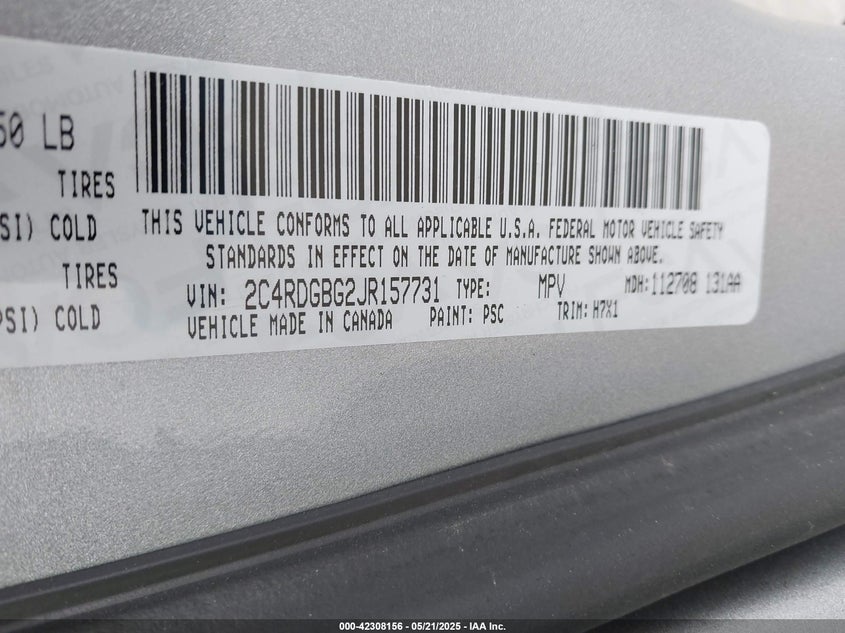 50 LB
TIRES
SI) COLD
TIRES
PSI) COLD
THIS VEHICLE CONFORMS TO ALL APPLICABLE U.S.A. FEDERAL MOTOR VEHICLE SAFETY
STANDARDS IN EFFECT ON THE DATE OF MANUFACTURE SHOWN ABOVE.
VIN: 2C4RDGBG2JR157731 TYPE: MPV MDH:112708 131AA
VEHICLE MADE IN CANADA PAINT: PSC TRIM: H7X1
000-42308156 - 05/21/2025 - IAA Inc.